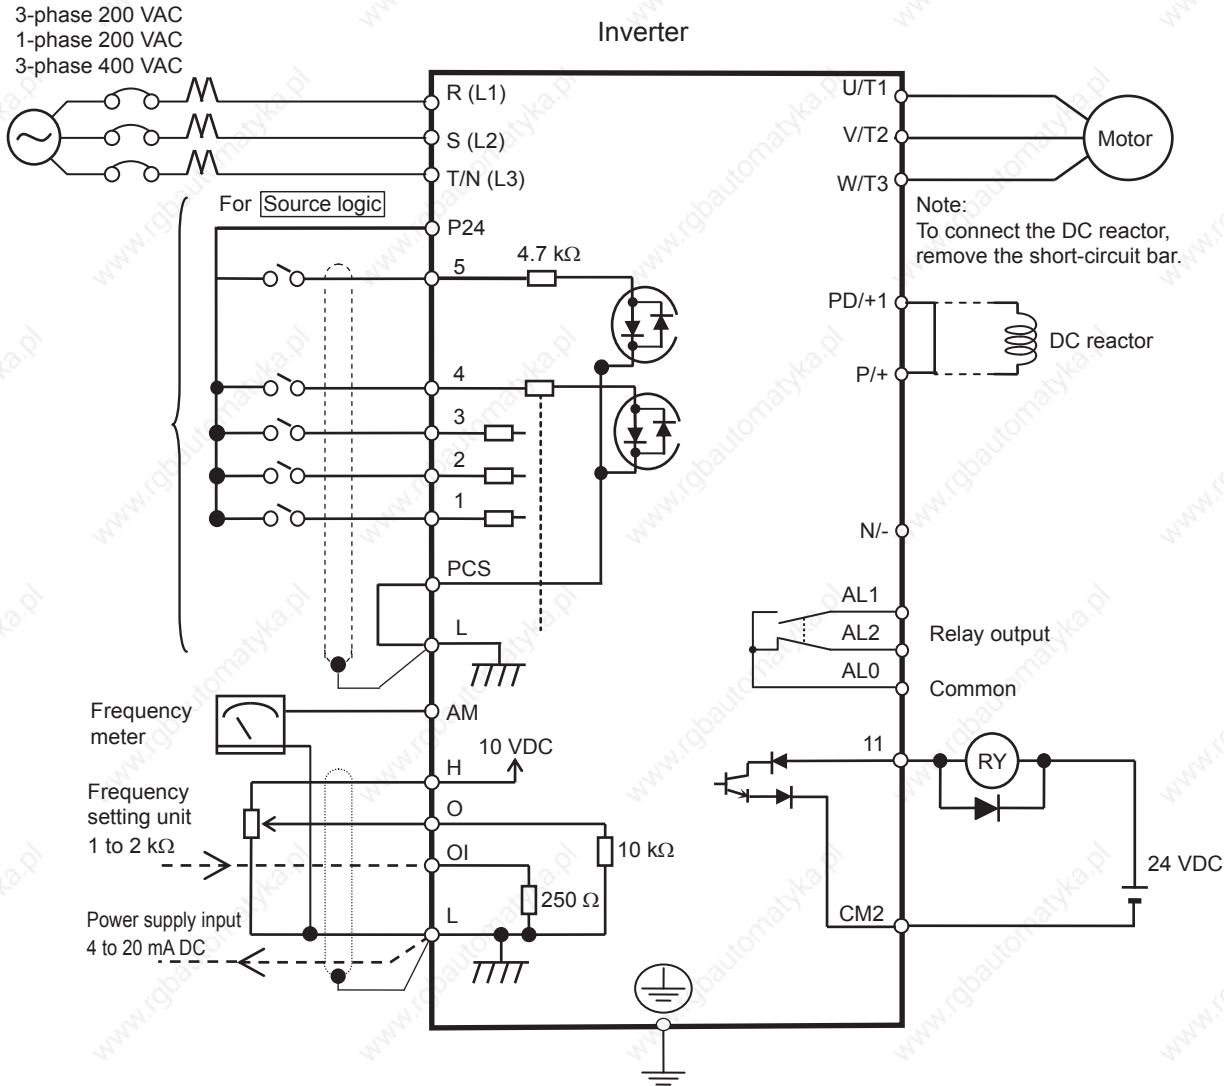 3-phase 200 VAC
1-phase 200 VAC
3-phase 400 VAC
Inverter
R (L1)
S (L2)
T/N (L3)
U/T1
V/T2
W/T3
Motor
For Source logic
P24
Note:
To connect the DC reactor,
remove the short-circuit bar.
5
4.7 kΩ
PD/+1
DC reactor
P/+
4
3
2
1
N/-
PCS
L
AL1
AL2
AL0
Relay output
Common
Frequency
meter
AM
10 VDC
H
11
RY
Frequency
setting unit
1 to 2 kΩ
O
OI
10 kΩ
250 Ω
24 VDC
Power supply input
4 to 20 mA DC
L
CM2
www.rgbautomatyka.pl